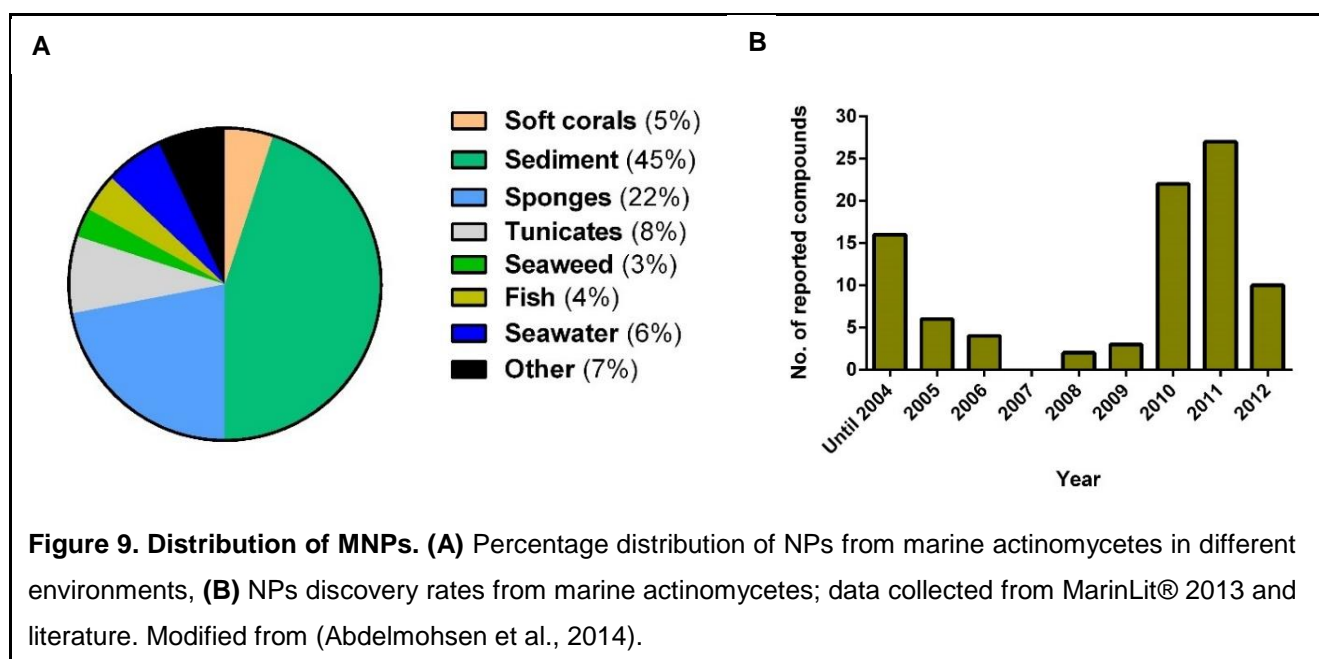 A
Soft corals (5%)
Sediment (45%)
Sponges (22%)
Tunicates (8%)
Seaweed (3%)
Fish (4%)
Seawater (6%)
Other (7%)
B
No. of reported compounds
30
25
20
15
10
5
0
Until 2004
2005
2006
2007
2008
2009
2010
2011
2012
Year
Figure 9. Distribution of MNPs. (A) Percentage distribution of NPs from marine actinomycetes in different
environments, (B) NPs discovery rates from marine actinomycetes; data collected from MarinLit® 2013 and
literature. Modified from (Abdelmohsen et al., 2014).